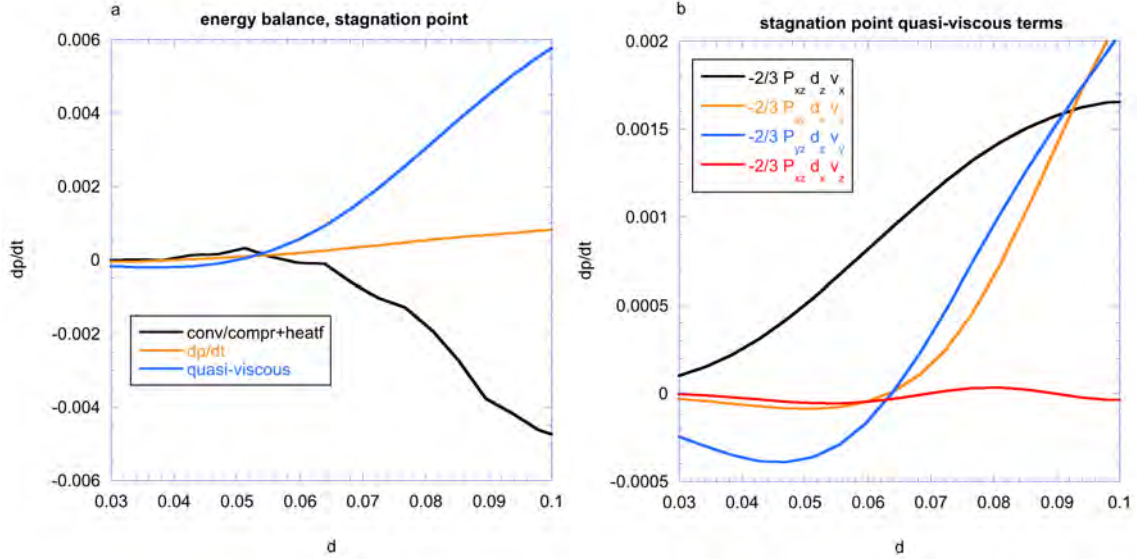 a
energy balance, stagnation point
0.006
0.004
0.002
0
-0.002
-0.004
-0.006
dp/dt
conv/compr+heatf
dp/dt
quasi-viscous
0.03 0.04 0.05 0.06 0.07 0.08 0.09 0.1
d
b
stagnation point quasi-viscous terms
0.002
0.0015
0.001
0.0005
0
-0.0005
dp/dt
-2/3 P xz d z v x
-2/3 P d v
-2/3 P yz d z v y
-2/3 P xz d x v z
0.03 0.04 0.05 0.06 0.07 0.08 0.09 0.1
d